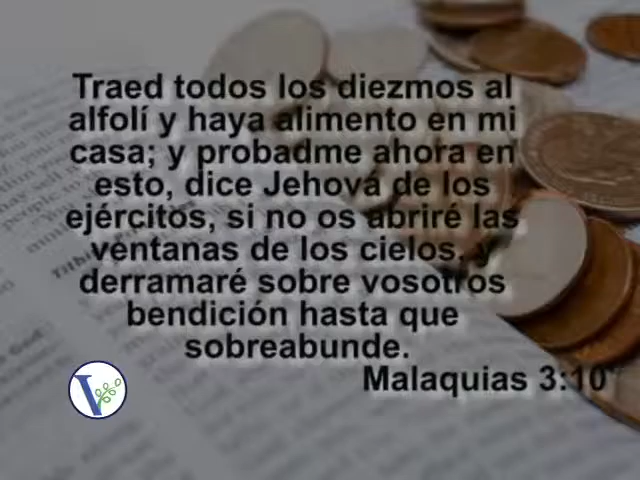 Traed todos los diezmos al
alfolí y haya alimento en mi
casa; y probadme ahora en
esto, dice Jehová de los
ejércitos, si no os abriré las
ventanas de los cielos, y
derramaré sobre vosotros
bendición hasta que
sobreabunde.
Malaquias 3:10